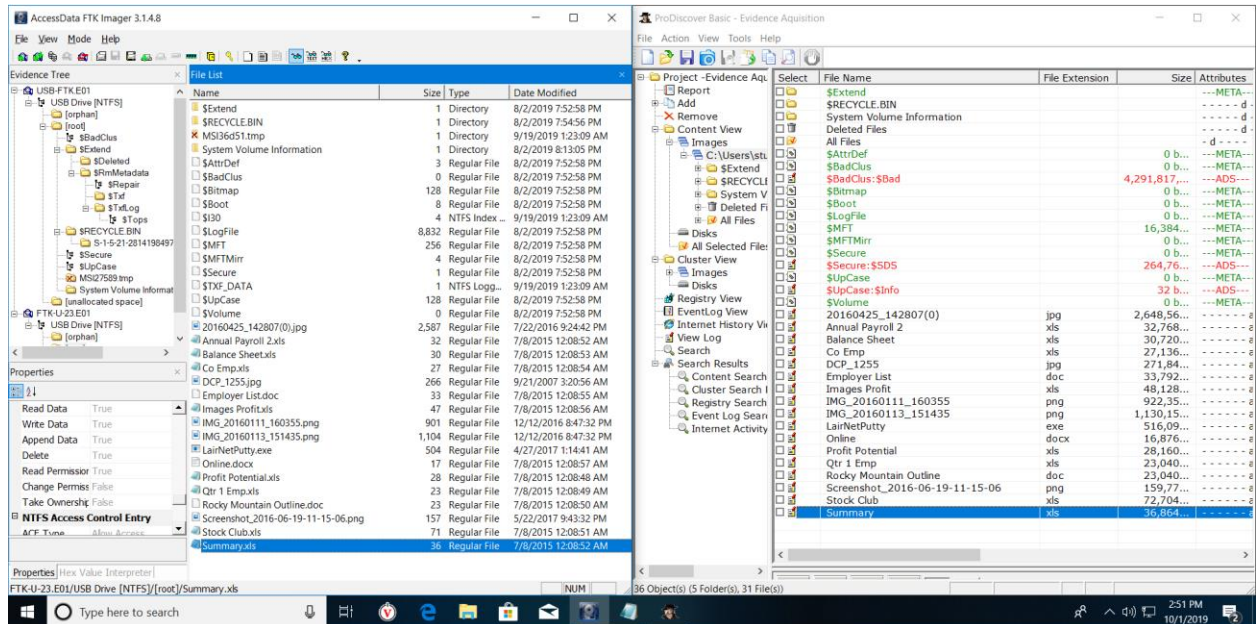 AccessData FTK Imager 3.1.4.8
File View Mode Help
Evidence Tree
USB-FTK.E01
USB Drive [NTFS]
[orphan]
[root]
$BadClus
$Extend
$Deleted
$RmMetadata
$Repair
$Txf
$TxfLog
$Tops
$RECYCLE.BIN
S-1-5-21-2814198497
$Secure
$UpCase
MSI27589.tmp
System Volume Informat
[unallocated space]
FTK-U-23.E01
USB Drive [NTFS]
[orphan]
Properties
Read Data True
Write Data True
Append Data True
Delete True
Read Permission True
Change Permiss False
Take Ownership False
NTFS Access Control Entry
ACE Type Allow Access
Properties Hex Value Interpreter
File List
Name Size Type Date Modified
$Extend 1 Directory 8/2/2019 7:52:58 PM
$RECYCLE.BIN 1 Directory 8/2/2019 7:54:56 PM
MSI36d51.tmp 1 Directory 9/19/2019 1:23:09 AM
System Volume Information 1 Directory 8/2/2019 8:13:05 PM
$AttrDef 3 Regular File 8/2/2019 7:52:58 PM
$BadClus 0 Regular File 8/2/2019 7:52:58 PM
$Bitmap 128 Regular File 8/2/2019 7:52:58 PM
$Boot 8 Regular File 8/2/2019 7:52:58 PM
$I30 4 NTFS Index ... 9/19/2019 1:23:09 AM
$LogFile 8,832 Regular File 8/2/2019 7:52:58 PM
$MFT 256 Regular File 8/2/2019 7:52:58 PM
$MFTMirr 4 Regular File 8/2/2019 7:52:58 PM
$Secure 1 Regular File 8/2/2019 7:52:58 PM
$TXF_DATA 1 NTFS Logg... 9/19/2019 1:23:09 AM
$UpCase 128 Regular File 8/2/2019 7:52:58 PM
$Volume 0 Regular File 8/2/2019 7:52:58 PM
20160425_142807(0).jpg 2,587 Regular File 7/22/2016 9:24:42 PM
Annual Payroll 2.xls 32 Regular File 7/8/2015 12:08:52 AM
Balance Sheet.xls 30 Regular File 7/8/2015 12:08:53 AM
Co Emp.xls 27 Regular File 7/8/2015 12:08:54 AM
DCP_1255.jpg 266 Regular File 9/21/2007 3:20:56 AM
Employer List.doc 33 Regular File 7/8/2015 12:08:55 AM
Images Profit.xls 47 Regular File 7/8/2015 12:08:56 AM
IMG_20160111_160355.png 901 Regular File 12/12/2016 8:47:32 PM
IMG_20160113_151435.png 1,104 Regular File 12/12/2016 8:47:32 PM
LairNetPutty.exe 504 Regular File 4/27/2017 1:14:41 AM
Online.docx 17 Regular File 7/8/2015 12:08:57 AM
Profit Potential.xls 28 Regular File 7/8/2015 12:08:48 AM
Qtr 1 Emp.xls 23 Regular File 7/8/2015 12:08:49 AM
Rocky Mountain Outline.doc 23 Regular File 7/8/2015 12:08:50 AM
Screenshot_2016-06-19-11-15-06.png 157 Regular File 5/22/2017 9:43:32 PM
Stock Club.xls 71 Regular File 7/8/2015 12:08:51 AM
Summary.xls 36 Regular File 7/8/2015 12:08:52 AM
FTK-U-23.E01/USB Drive [NTFS]/[root]/Summary.xls NUM
ProDiscover Basic - Evidence Aquisition
File Action View Tools Help
Project -Evidence Aqu
Report
Add
Remove
Content View
Images
C:\Users\stu
$Extend
$RECYCLE
System V
Deleted Fi
All Files
Disks
All Selected Files
Cluster View
Images
Disks
Registry View
EventLog View
Internet History Vi
View Log
Search
Search Results
Content Search
Cluster Search
Registry Search
Event Log Sear
Internet Activity
Select File Name File Extension Size Attributes
$Extend ---META---
$RECYCLE.BIN - - - - - d -
System Volume Information - - - - - d -
Deleted Files - - - - - d -
All Files - d - - - -
$AttrDef 0 b... ---META---
$BadClus 0 b... ---META---
$BadClus:$Bad 4,291,817,... ---ADS---
$Bitmap 0 b... ---META---
$Boot 0 b... ---META---
$LogFile 0 b... ---META---
$MFT 16,384... ---META---
$MFTMirr 0 b... ---META---
$Secure 0 b... ---META---
$Secure:$SDS 264,76... ---ADS---
$UpCase 0 b... ---META---
$UpCase:$Info 32 b... ---ADS---
$Volume 0 b... ---META---
20160425_142807(0) jpg 2,648,56... - - - - - - a
Annual Payroll 2 xls 32,768... - - - - - - a
Balance Sheet xls 30,720... - - - - - - a
Co Emp xls 27,136... - - - - - - a
DCP_1255 jpg 271,84... - - - - - - a
Employer List doc 33,792... - - - - - - a
Images Profit xls 48,128... - - - - - - a
IMG_20160111_160355 png 922,35... - - - - - - a
IMG_20160113_151435 png 1,130,15... - - - - - - a
LairNetPutty exe 516,09... - - - - - - a
Online docx 16,876... - - - - - - a
Profit Potential xls 28,160... - - - - - - a
Qtr 1 Emp xls 23,040... - - - - - - a
Rocky Mountain Outline doc 23,040... - - - - - - a
Screenshot_2016-06-19-11-15-06 png 159,77... - - - - - - a
Stock Club xls 72,704... - - - - - - a
Summary xls 36,864... - - - - - - a
36 Object(s) (5 Folder(s), 31 File(s))
Type here to search
2:51 PM
10/1/2019